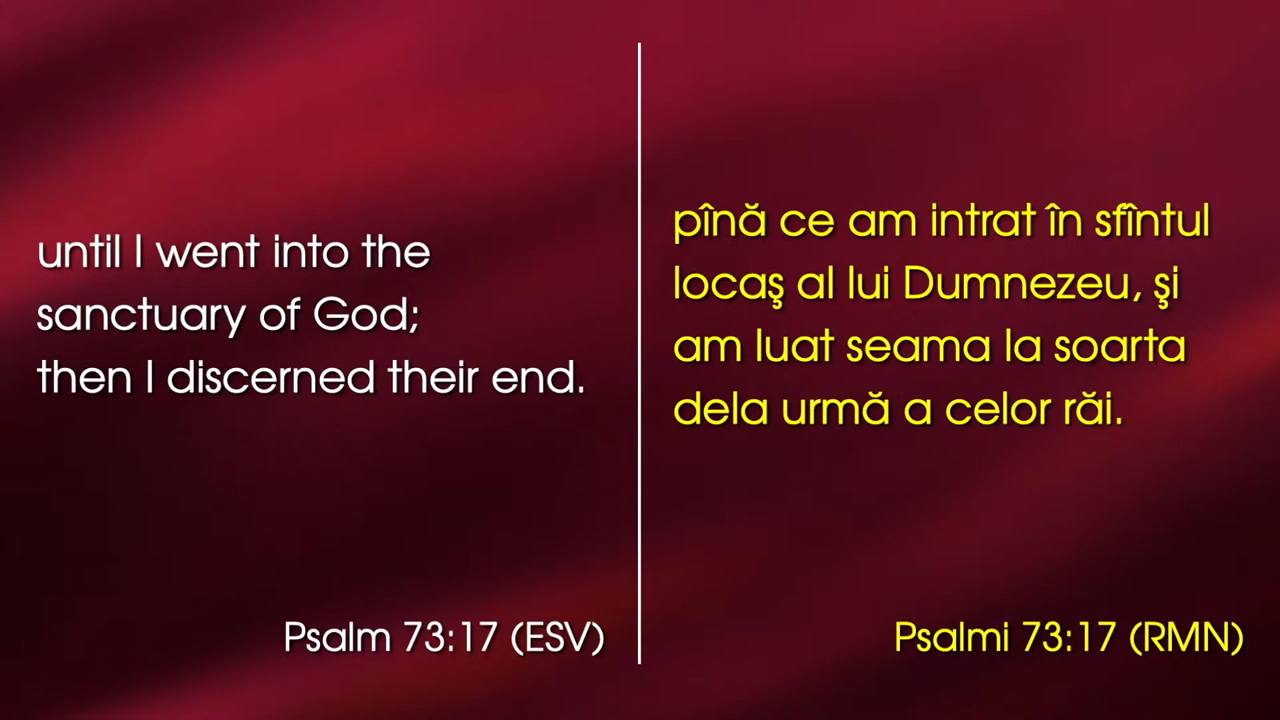 until I went into the
sanctuary of God;
then I discerned their end.
Psalm 73:17 (ESV)
pînă ce am intrat în sfîntul
locaş al lui Dumnezeu, şi
am luat seama la soarta
dela urmă a celor răi.
Psalmi 73:17 (RMN)